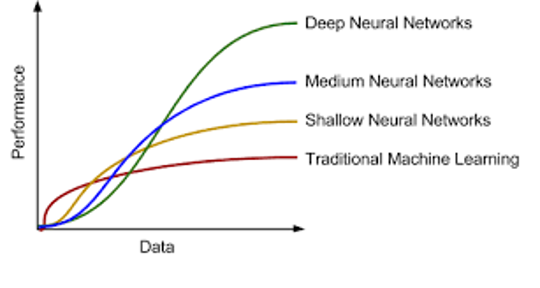 Deep Neural Networks
Medium Neural Networks
Shallow Neural Networks
Traditional Machine Learning
Performance
Data